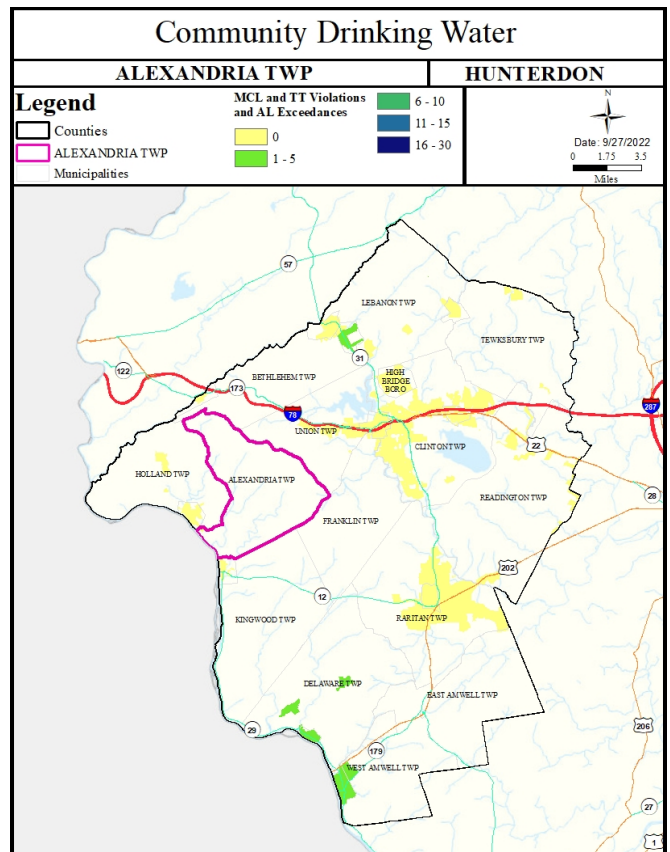 Community Drinking Water
ALEXANDRIA TWP
HUNTERDON
Legend
Counties
ALEXANDRIA TWP
Municipalities
MCL and TT Violations
and AL Exceedances
0
1 - 5
6 - 10
11 - 15
16 - 30
N
Date: 9/27/2022
0 1.75 3.5
Miles
57
LEBANON TWP
TEWKSBURY TWP
31
122
BETHLEHEM TWP
HIGH
BRIDGE
BORO
173
78
287
UNION TWP
CLINTON TWP
22
HOLLAND TWP
ALEXANDRIA TWP
READINGTON TWP
28
FRANKLIN TWP
202
12
KINGWOOD TWP
RARITAN TWP
DELAWARE TWP
EAST AMWELL TWP
29
206
179
WEST AMWELL TWP
27
1